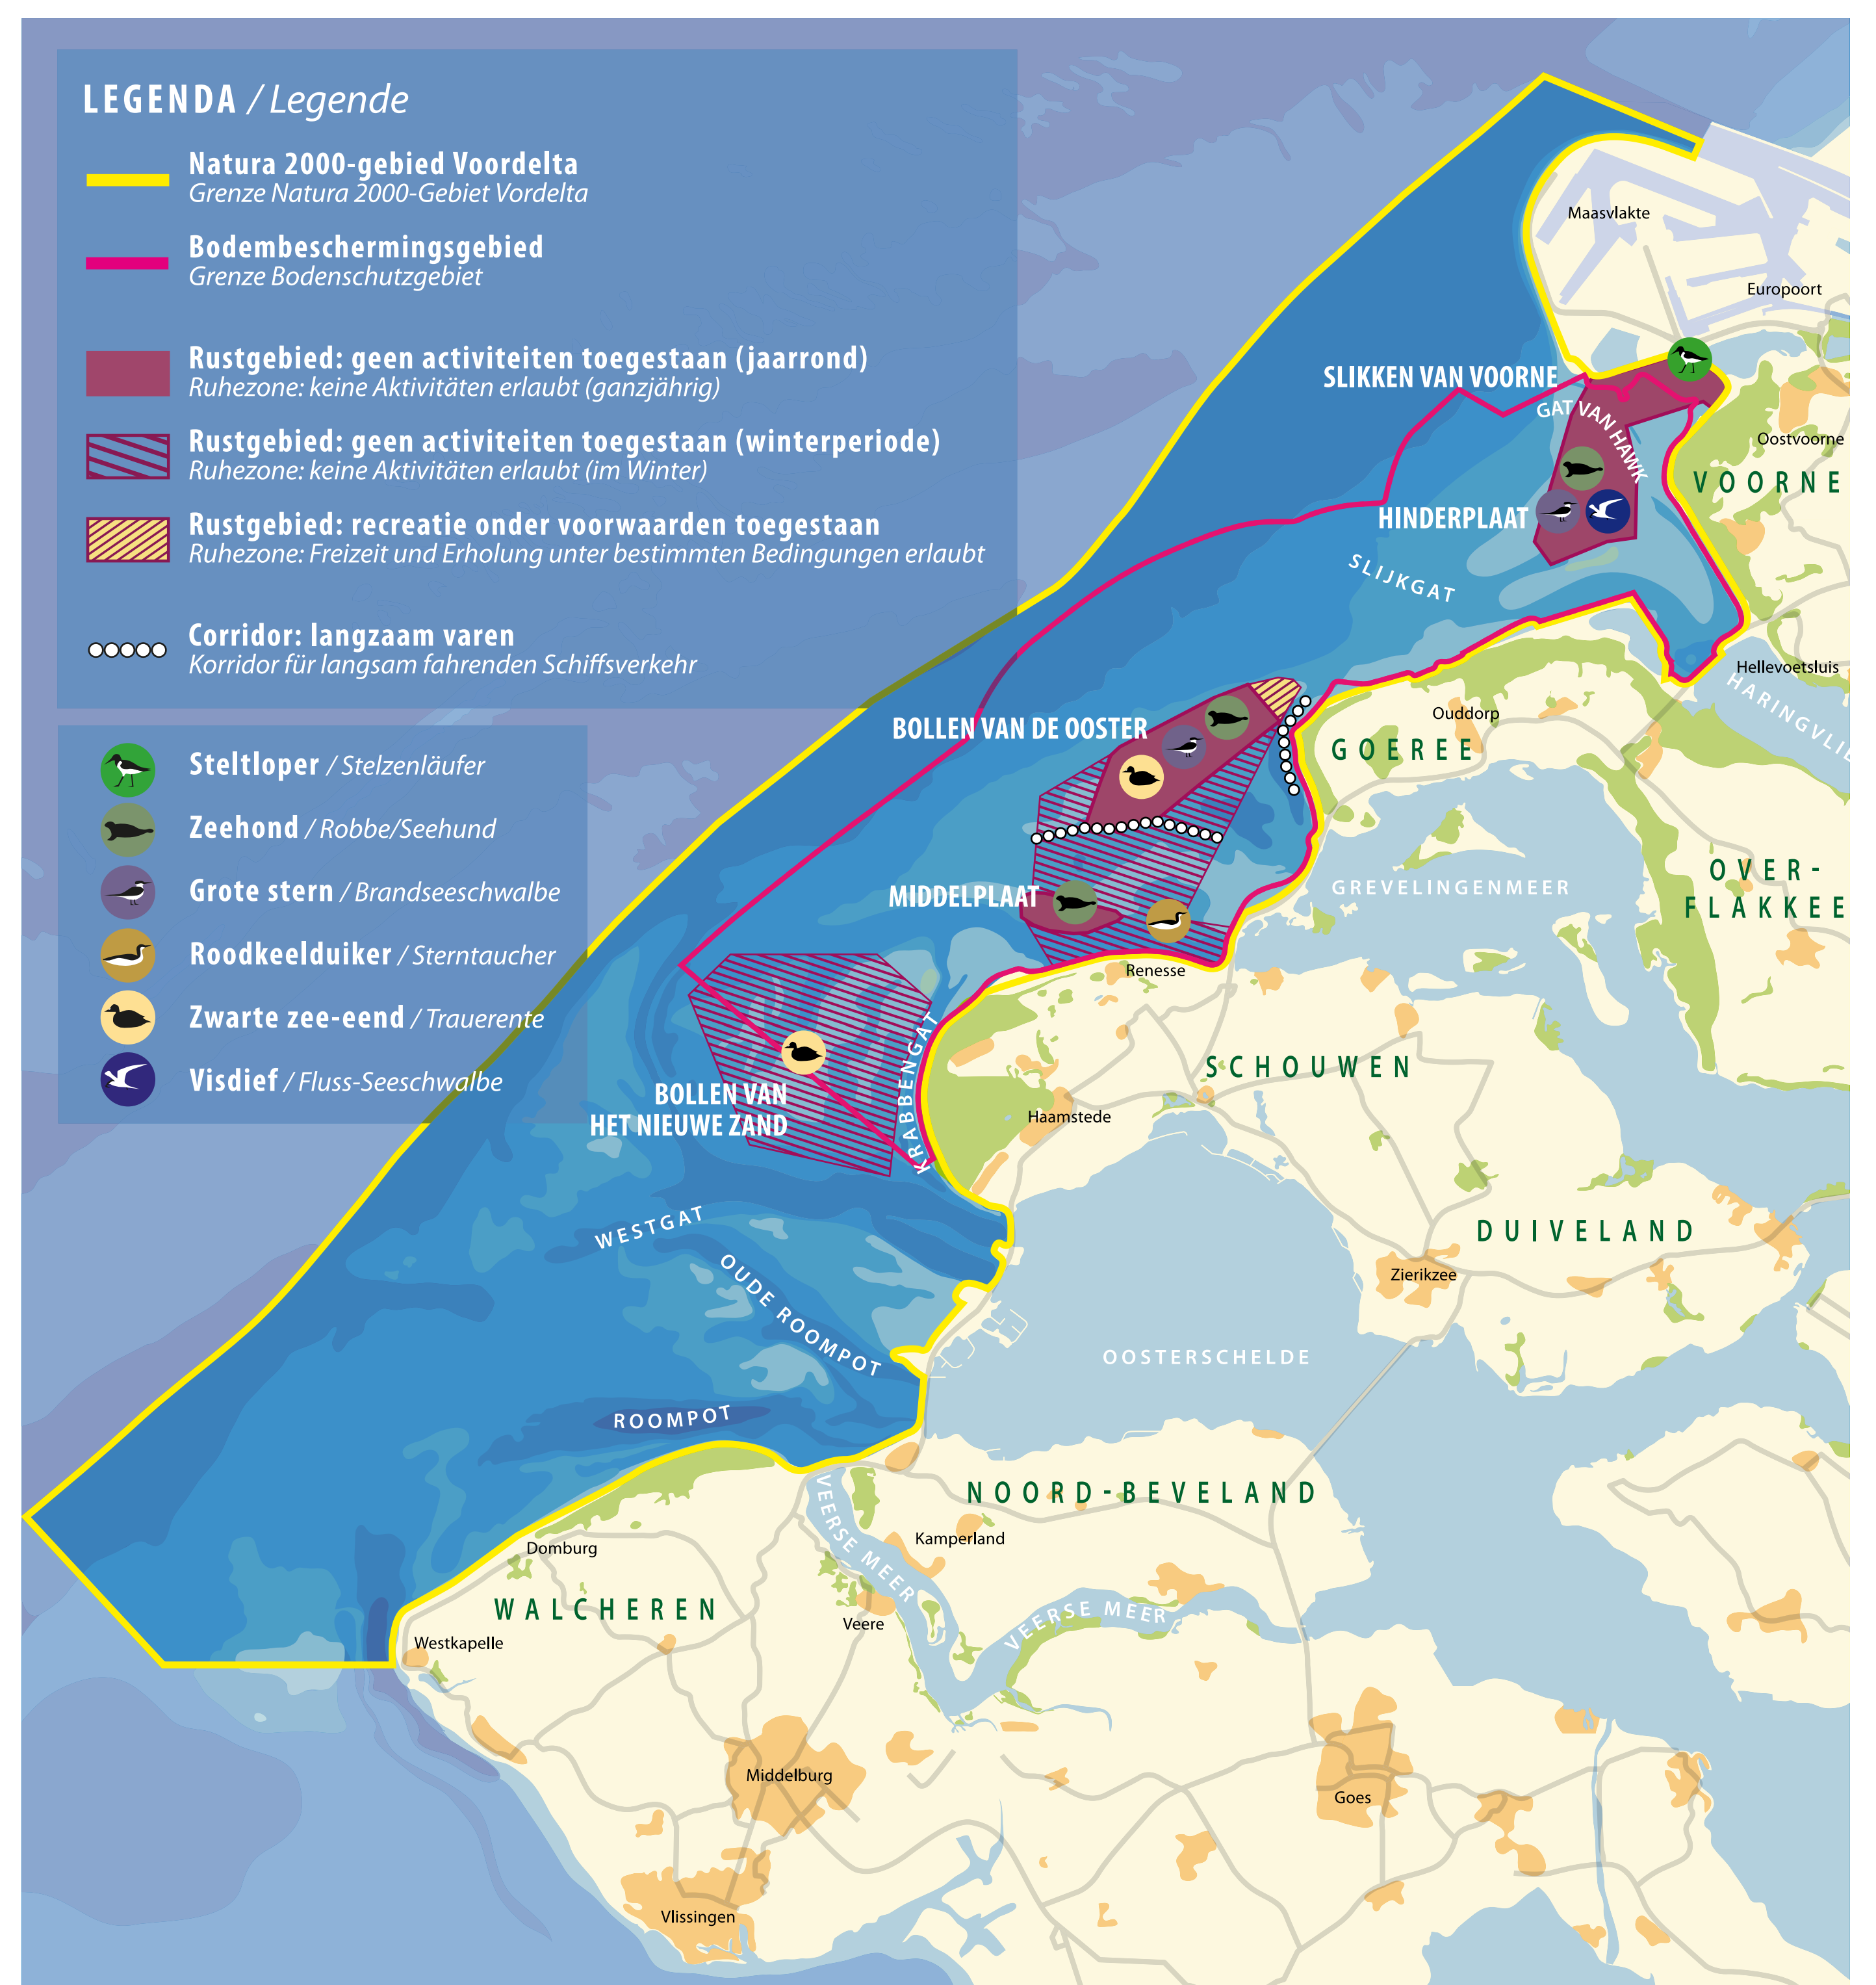 LEGENDA / Legende
Natura 2000-gebied Voordelta
Grenze Natura 2000-Gebiet Vordelta
Bodembeschermingsgebied
Grenze Bodenschutzgebiet
Rustgebied: geen activiteiten toegestaan (jaarrond)
Ruhezone: keine Aktivitäten erlaubt (ganzjährig)
Rustgebied: geen activiteiten toegestaan (winterperiode)
Ruhezone: keine Aktivitäten erlaubt (im Winter)
Rustgebied: recreatie onder voorwaarden toegestaan
Ruhezone: Freizeit und Erholung unter bestimmten Bedingungen erlaubt
Corridor: langzaam varen
Korridor für langsam fahrenden Schiffsverkehr
Steltloper / Stelzenläufer
Zeehond / Robbe/Seehund
Grote stern / Brandseeschwalbe
Roodkeelduiker / Sterntaucher
Zwarte zee-eend / Trauerente
Visdief / Fluss-Seeschwalbe
Maasvlakte
Europoort
SLIKKEN VAN VOORNE
GAT VAN HAWK
Oostvoorne
VOORNE
HINDERPLAAT
SLIJKGAT
Hellevoetsluis
HARINGVLIE
Ouddorp
BOLLEN VAN DE OOSTER
GOEREE
OVER-
FLAKKEE
GREVELINGENMEER
MIDDELPLAAT
Renesse
KRABBENGAT
SCHOUWEN
BOLLEN VAN
HET NIEUWE ZAND
Haamstede
WESTGAT
DUIVELAND
OUDE ROOMPOT
Zierikzee
OOSTERSCHELDE
ROOMPOT
NOORD-BEVELAND
VEERSE MEER
Kamperland
Domburg
WALCHEREN
Veere
VEERSE MEER
Westkapelle
Middelburg
Goes
Vlissingen